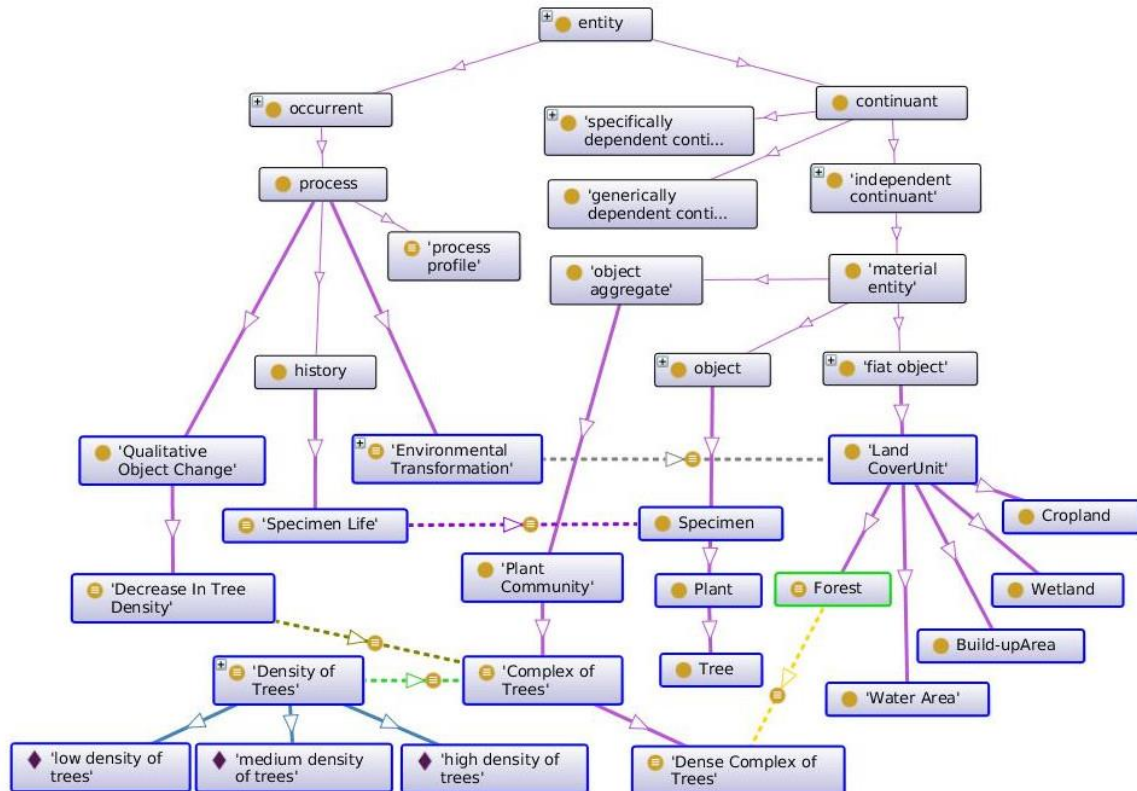 entity
occurrent
continuant
'specifically
dependent conti...
process
'independent
continuant'
'generically
dependent conti...
'process
profile'
'object
aggregate'
'material
entity'
history
object
'fiat object'
'Qualitative
Object Change'
'Environmental
Transformation'
'Land
CoverUnit'
'Specimen Life'
Specimen
Cropland
'Decrease In Tree
Density'
'Plant
Community'
Plant
Forest
Wetland
Build-upArea
'Density of
Trees'
'Complex of
Trees'
Tree
'Water Area'
'low density of
trees'
'medium density
of trees'
'high density of
trees'
'Dense Complex of
Trees'